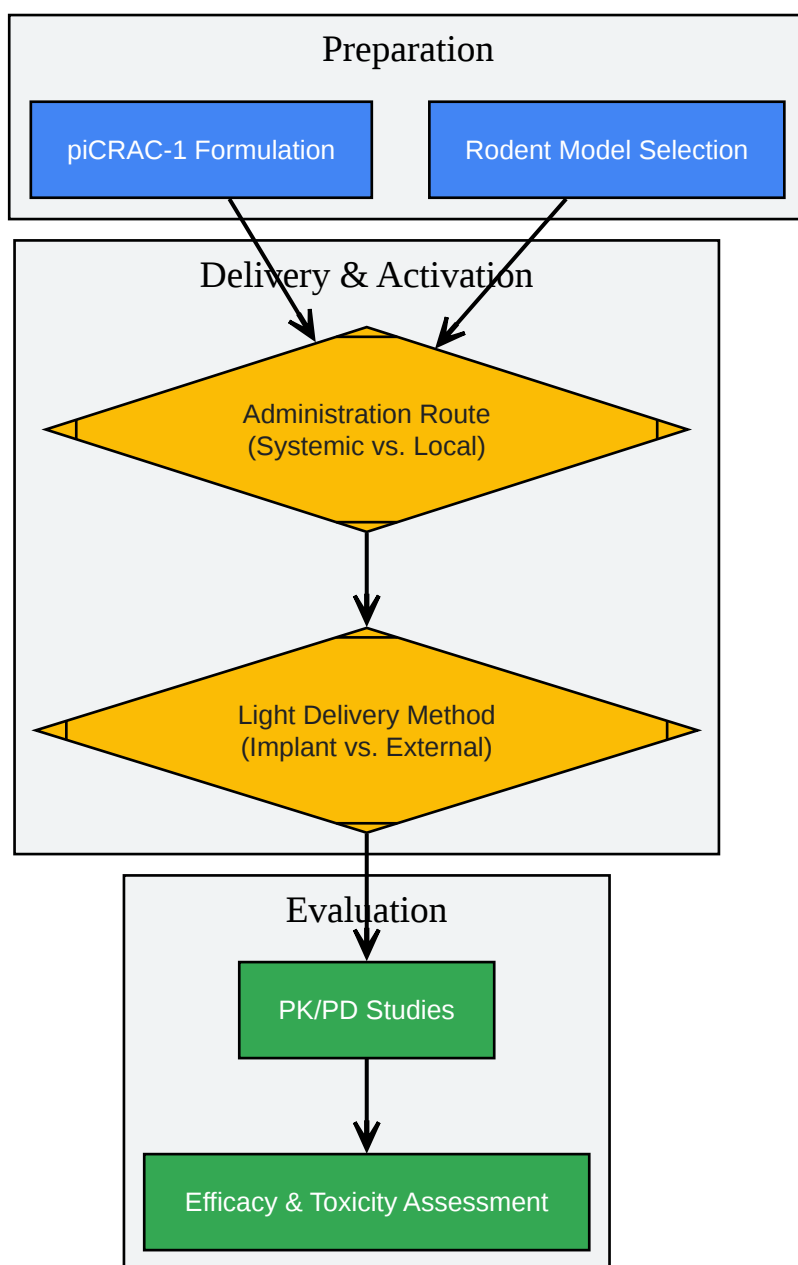 Preparation
piCRAC-1 Formulation
Rodent Model Selection
Delivery & Activation
Administration Route
(Systemic vs. Local)
Light Delivery Method
(Implant vs. External)
Evaluation
PK/PD Studies
Efficacy & Toxicity Assessment